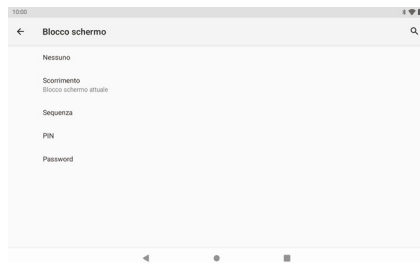 10:00
Blocco schermo
Nessuno
Scorrimento
Blocco schermo attuale
Sequenza
PIN
Password